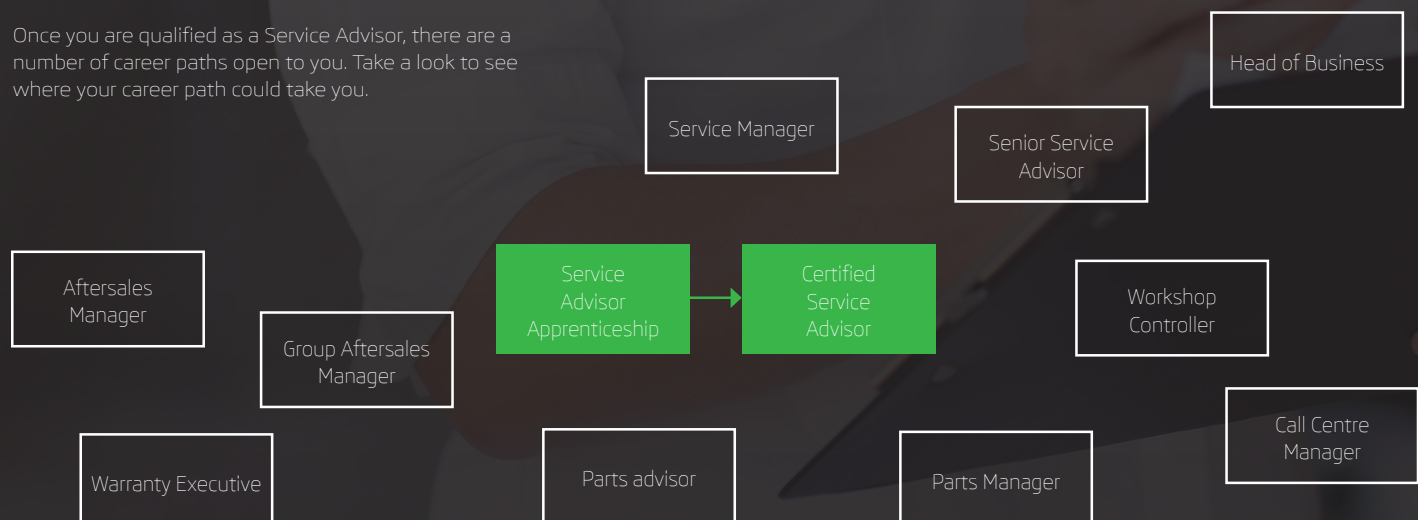 Once you are qualified as a Service Advisor, there are a
number of career paths open to you. Take a look to see
where your career path could take you.
Head of Business
Service Manager
Senior Service
Advisor
Service
Advisor
Apprenticeship
Certified
Service
Advisor
Aftersales
Manager
Workshop
Controller
Group Aftersales
Manager
Call Centre
Manager
Warranty Executive
Parts advisor
Parts Manager